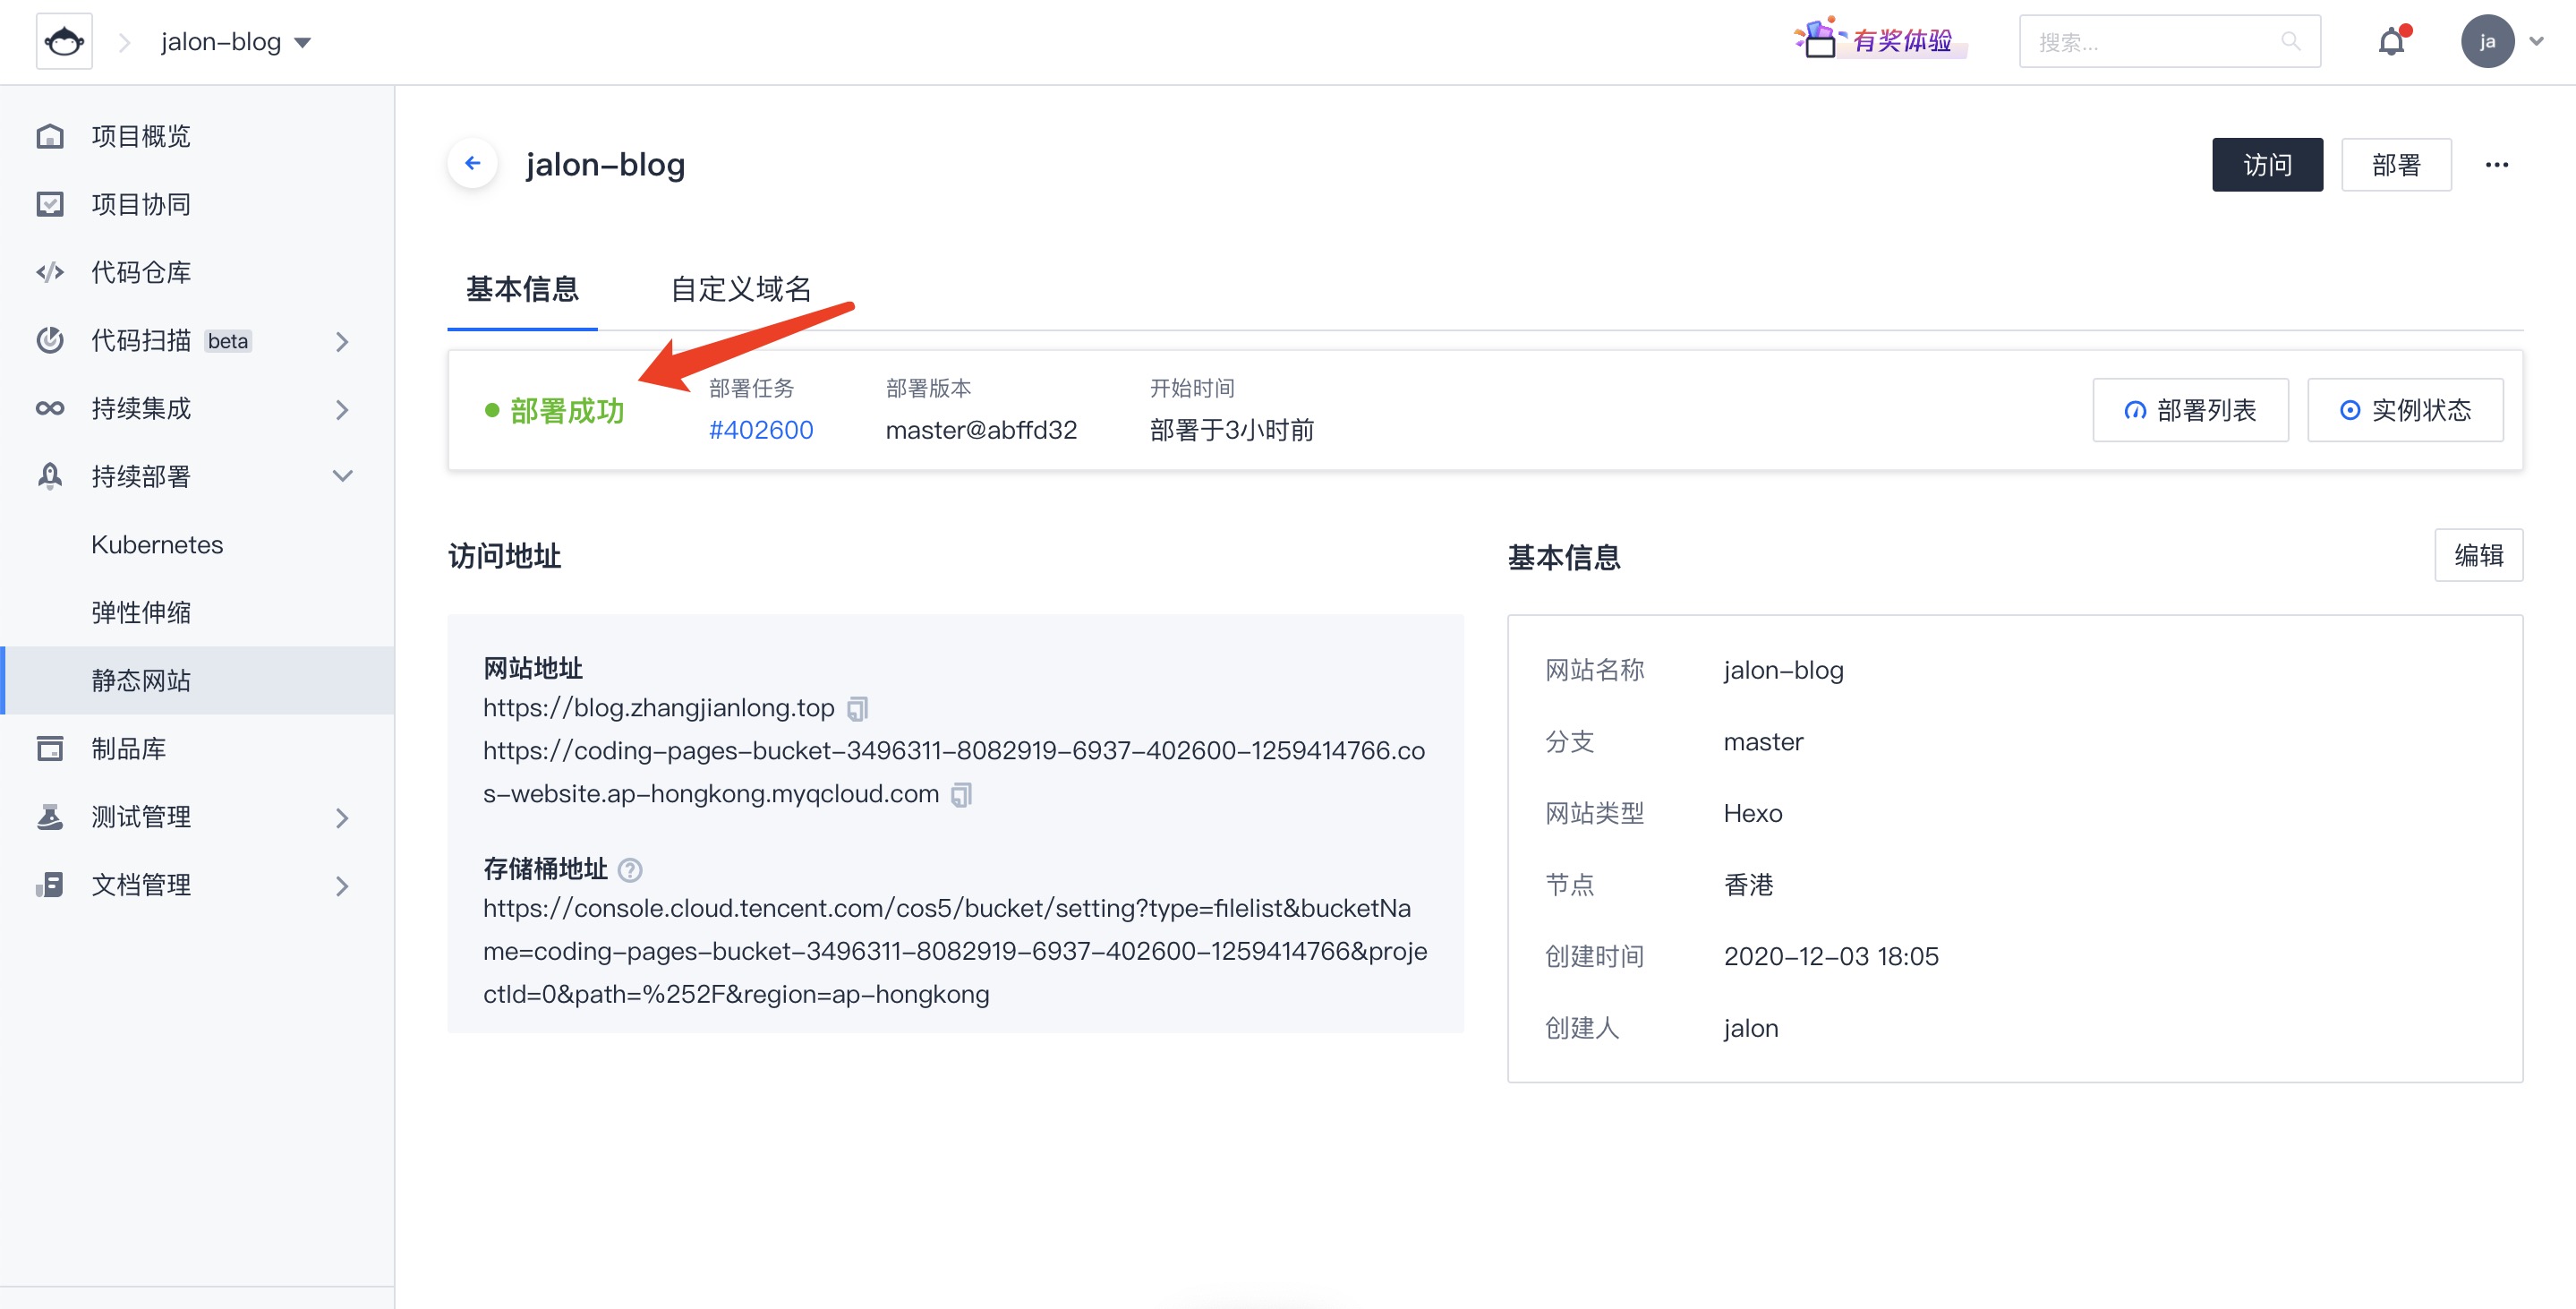 jalon-blog
有奖体验
搜索...
ja
项目概览
项目协同
代码仓库
代码扫描 beta
持续集成
持续部署
Kubernetes
弹性伸缩
静态网站
制品库
测试管理
文档管理
jalon-blog
访问
部署
基本信息
自定义域名
部署成功
部署任务
#402600
部署版本
master@abffd32
开始时间
部署于3小时前
部署列表
实例状态
访问地址
网站地址
https://blog.zhangjianlong.top
https://coding-pages-bucket-3496311-8082919-6937-402600-1259414766.co
s-website.ap-hongkong.myqcloud.com
存储桶地址
https://console.cloud.tencent.com/cos5/bucket/setting?type=filelist&bucketNa
me=coding-pages-bucket-3496311-8082919-6937-402600-1259414766&proje
ctId=0&path=%252F&region=ap-hongkong
基本信息
编辑
网站名称 jalon-blog
分支 master
网站类型 Hexo
节点 香港
创建时间 2020-12-03 18:05
创建人 jalon